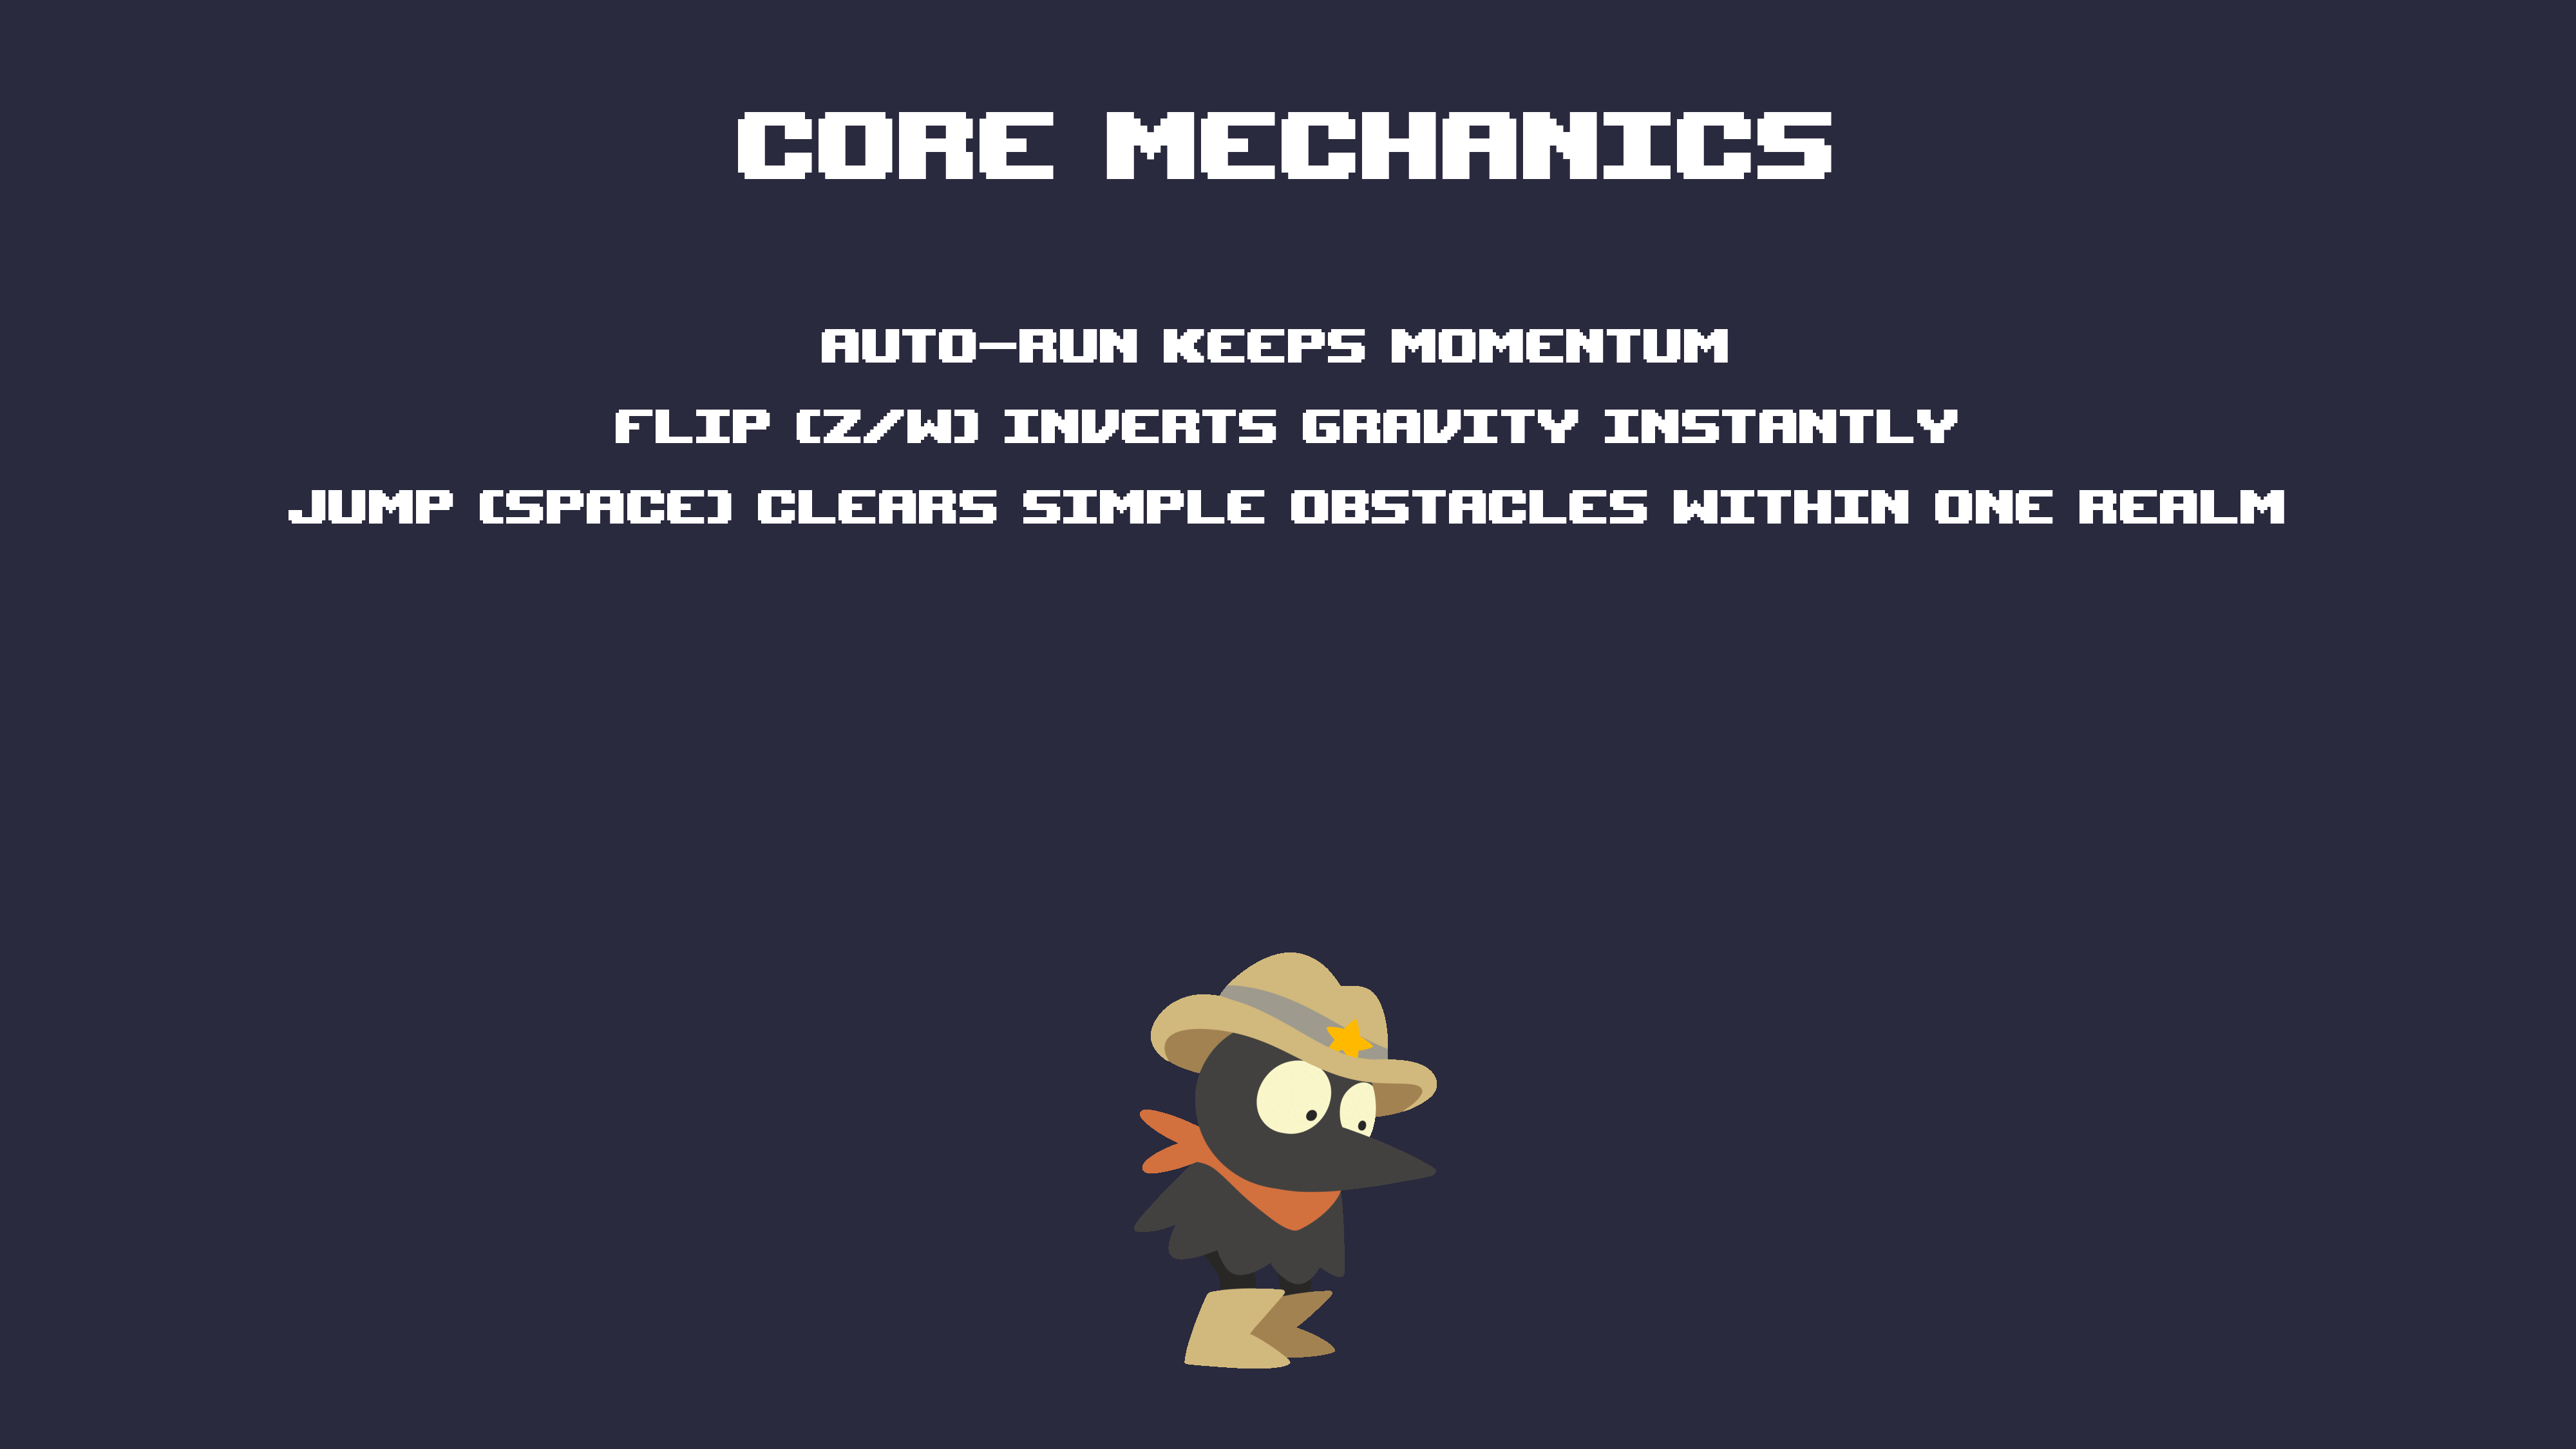 CORE MECHANICS
AUTO-RUN KEEPS MOMENTUM
FLIP (Z/W) INVERTS GRAVITY INSTANTLY
JUMP (SPACE) CLEARS SIMPLE OBSTACLES WITHIN ONE REALM